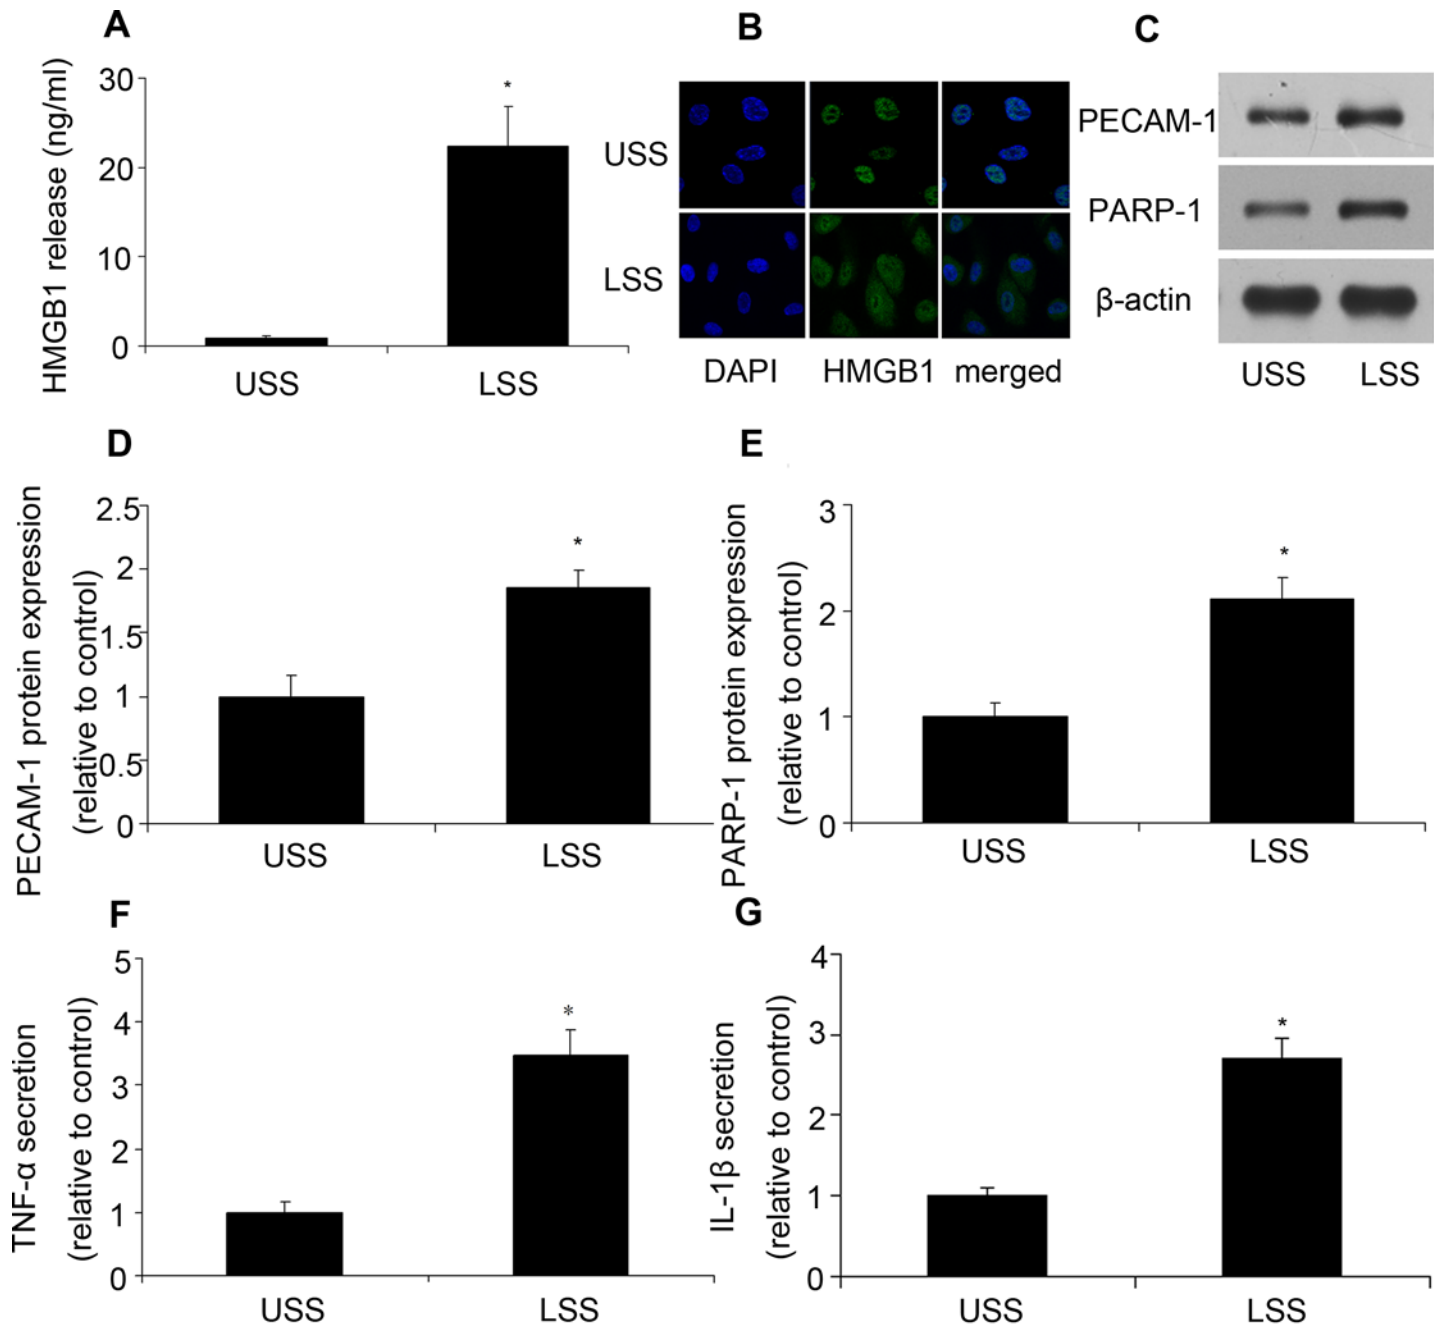 A
HMGB1 release (ng/ml)
30
20
10
0
*
USS
LSS
B
USS
LSS
DAPI
HMGB1
merged
C
PECAM-1
PARP-1
β-actin
USS
LSS
D
PECAM-1 protein expression
(relative to control)
2.5
2
1.5
1
0.5
0
*
USS
LSS
E
PARP-1 protein expression
(relative to control)
3
2
1
0
*
USS
LSS
F
TNF-α secretion
(relative to control)
5
4
3
2
1
0
*
USS
LSS
G
IL-1β secretion
(relative to control)
4
3
2
1
0
*
USS
LSS